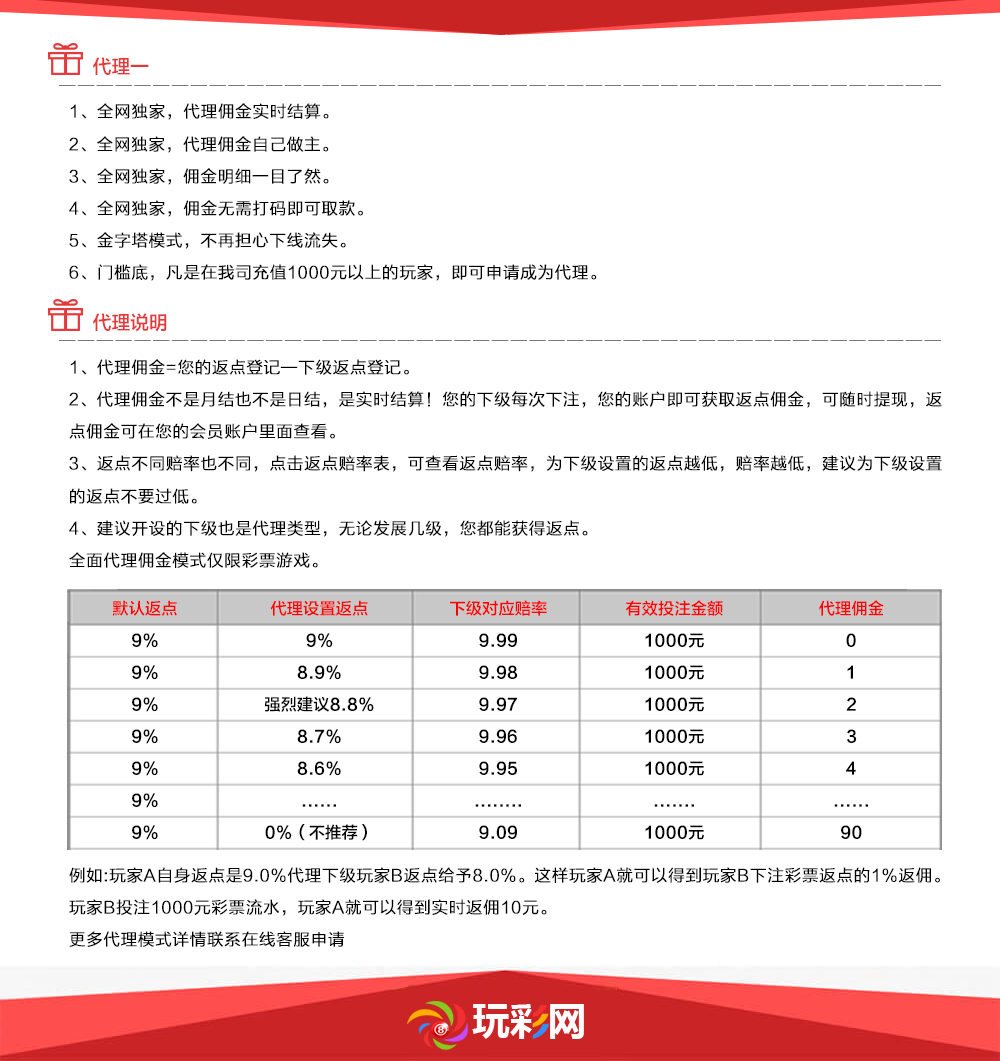 代理一
1、全网独家，代理佣金实时结算。
2、全网独家，代理佣金自己做主。
3、全网独家，佣金明细一目了然。
4、全网独家，佣金无需打码即可取款。
5、金字塔模式，不再担心下线流失。
6、门槛底，凡是在我司充值1000元以上的玩家，即可申请成为代理。
代理说明
1、代理佣金=您的返点登记—下级返点登记。
2、代理佣金不是月结也不是日结，是实时结算！您的下级每次下注，您的账户即可获取返点佣金，可随时提现，返
点佣金可在您的会员账户里面查看。
3、返点不同赔率也不同，点击返点赔率表，可查看返点赔率，为下级设置的返点越低，赔率越低，建议为下级设置
的返点不要过低。
4、建议开设的下级也是代理类型，无论发展几级，您都能获得返点。
全面代理佣金模式仅限彩票游戏。
默认返点 代理设置返点 下级对应赔率 有效投注金额 代理佣金
9% 9% 9.99 1000元 0
9% 8.9% 9.98 1000元 1
9% 强烈建议8.8% 9.97 1000元 2
9% 8.7% 9.96 1000元 3
9% 8.6% 9.95 1000元 4
9% ...... ........ ....... ......
9% 0%（不推荐） 9.09 1000元 90
例如:玩家A自身返点是9.0%代理下级玩家B返点给予8.0%。这样玩家A就可以得到玩家B下注彩票返点的1%返佣。
玩家B投注1000元彩票流水，玩家A就可以得到实时返佣10元。
更多代理模式详情联系在线客服申请
8 玩彩网